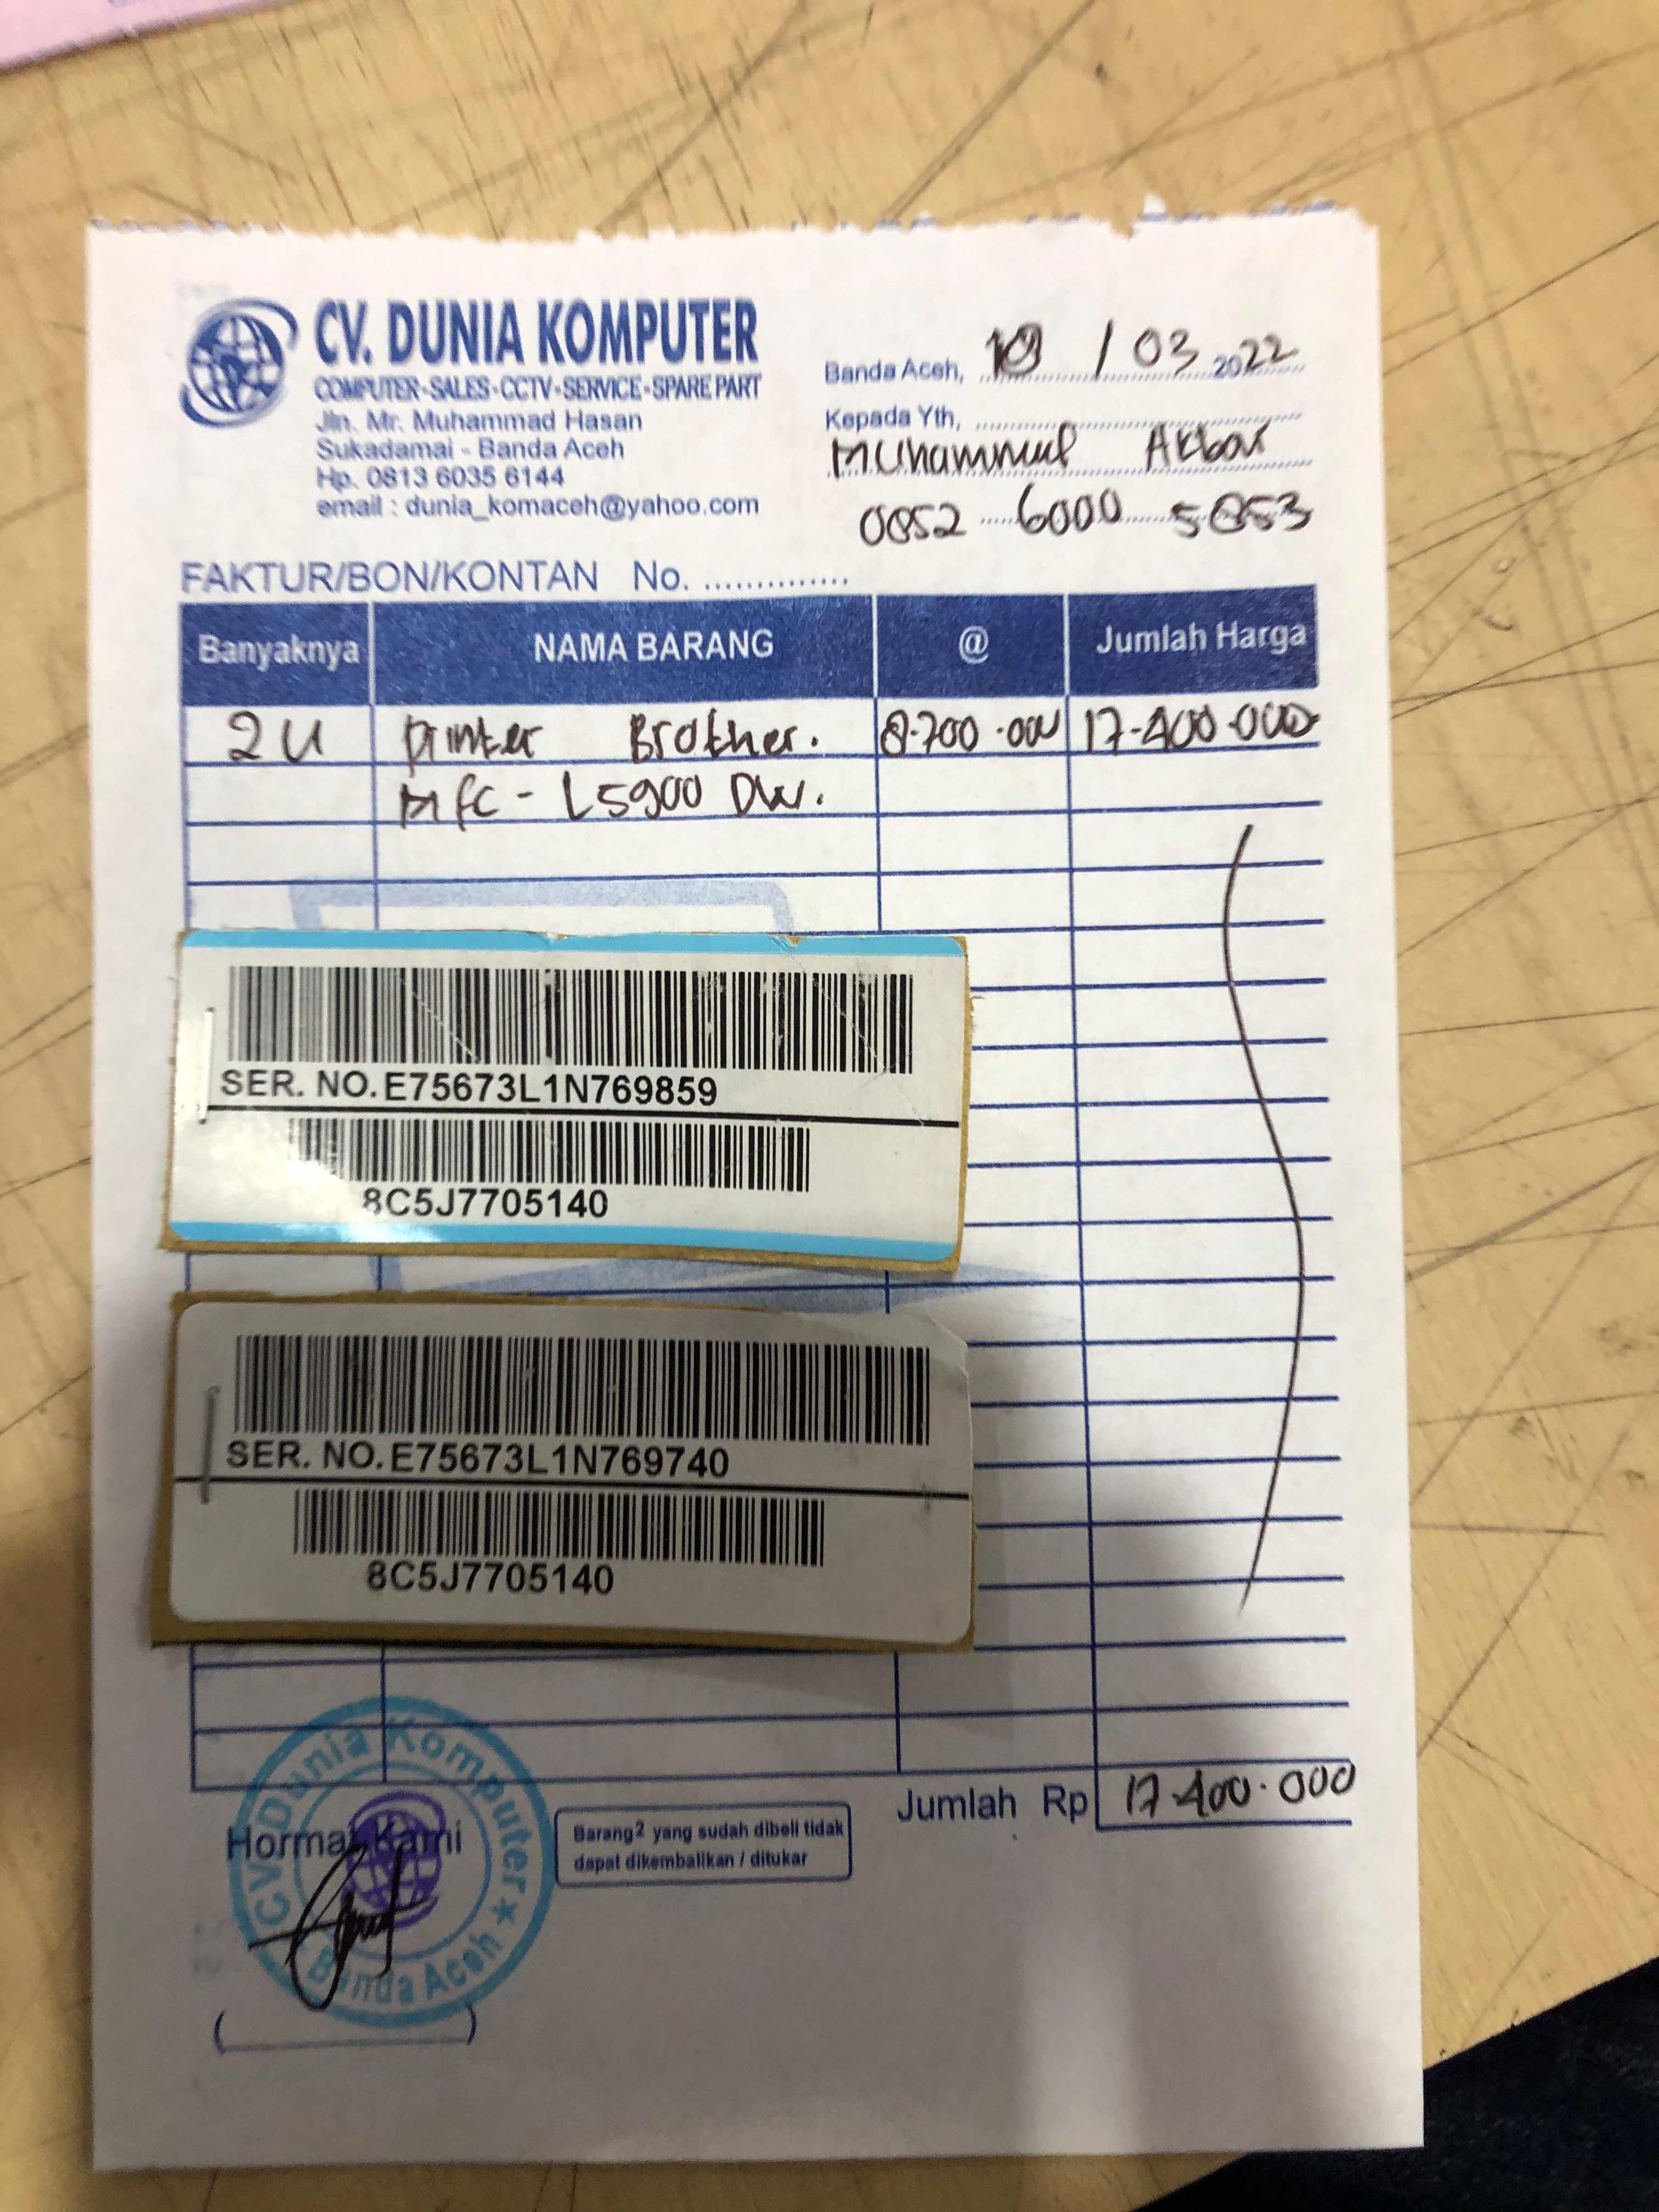 CV. DUNIA KOMPUTER
COMPUTER - SALES - CCTV - SERVICE - SPARE PART
Jln. Mr. Muhammad Hasan
Sukadamai - Banda Aceh
Hp. 0813 6035 6144
email : dunia_komaceh@yahoo.com
Banda Aceh, / 03 2022
Kepada Yth,
Muhammad Akbar
0852 6000 5853
FAKTUR/BON/KONTAN No. ..............
Banyaknya NAMA BARANG @ Jumlah Harga
2 U Printer Brother. 8.700.000 17.400.000
Mfc - L5900 DW.
SER. NO. E75673L1N769859
8C5J7705140
SER. NO. E75673L1N769740
8C5J7705140
Jumlah Rp 17.400.000
Hormat Kami
Barang2 yang sudah dibeli tidak
dapat dikembalikan / ditukar
CV. Dunia Komputer ★
Banda Aceh